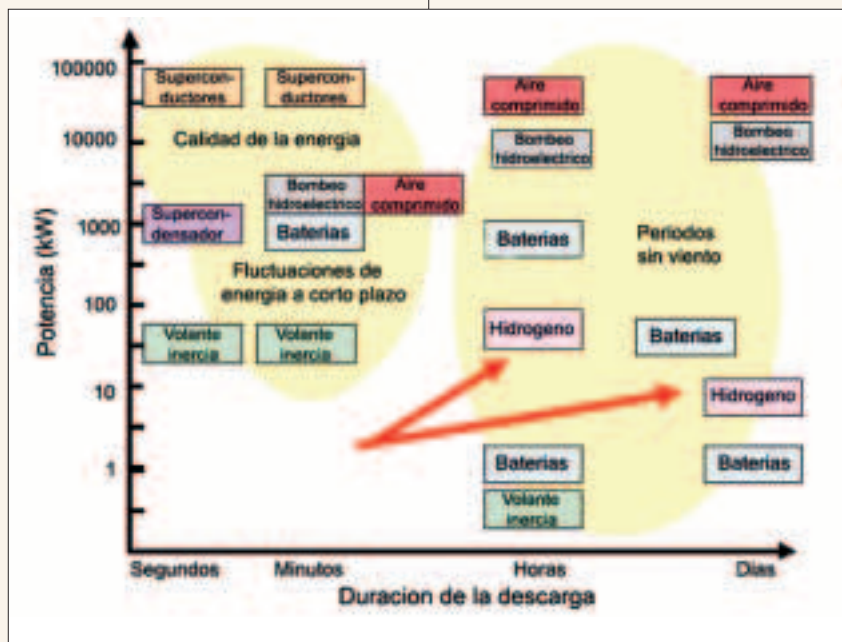 Potencia (kW)
100000
10000
1000
100
10
1
Supercon-
ductores
Supercon-
ductores
Aire
comprimido
Aire
comprimido
Calidad de la energia
Bombeo
hidroelectrico
Bombeo
hidroelectrico
Bombeo
hidroelectrico
Aire
comprimido
Supercon-
densador
Baterias
Baterias
Periodos
sin viento
Fluctuaciones de
energia a corto plazo
Volante
inercia
Volante
inercia
Hidrogeno
Baterias
Hidrogeno
Baterias
Baterias
Volante
inercia
Segundos
Minutos
Horas
Dias
Duracion de la descarga